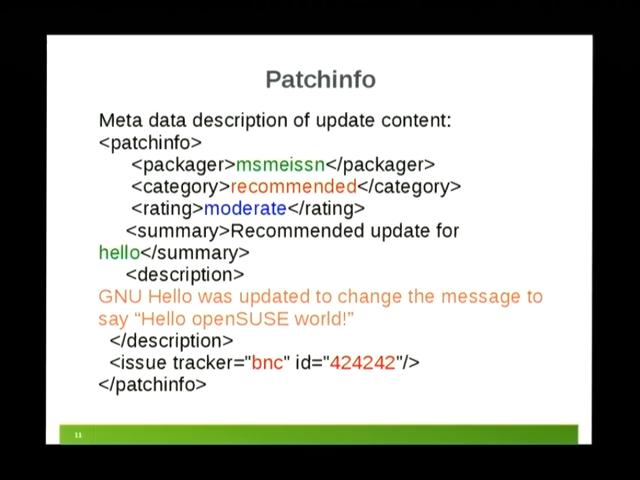 Patchinfo
Meta data description of update content:
<patchinfo>
<packager>msmeissn</packager>
<category>recommended</category>
<rating>moderate</rating>
<summary>Recommended update for
hello</summary>
<description>
GNU Hello was updated to change the message to
say “Hello openSUSE world!”
</description>
<issue tracker="bnc" id="424242"/>
</patchinfo>
11